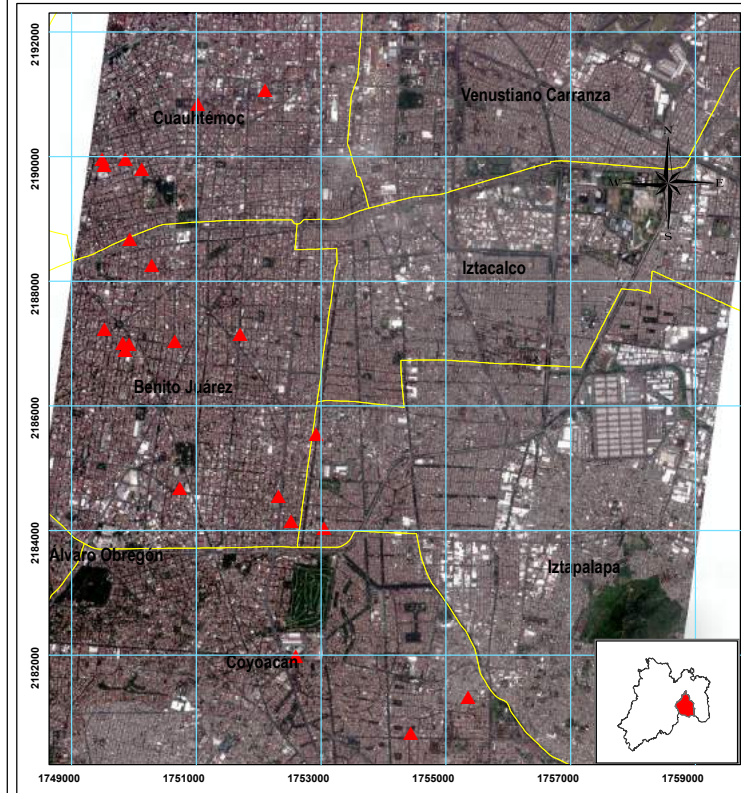 2192000
Venustiano Carranza
Cuauhtémoc
2190000
N
W
E
S
Iztacalco
2188000
Benito Juárez
2186000
2184000
Álvaro Obregón
Iztapalapa
Coyoacán
2182000
1749000 1751000 1753000 1755000 1757000 1759000